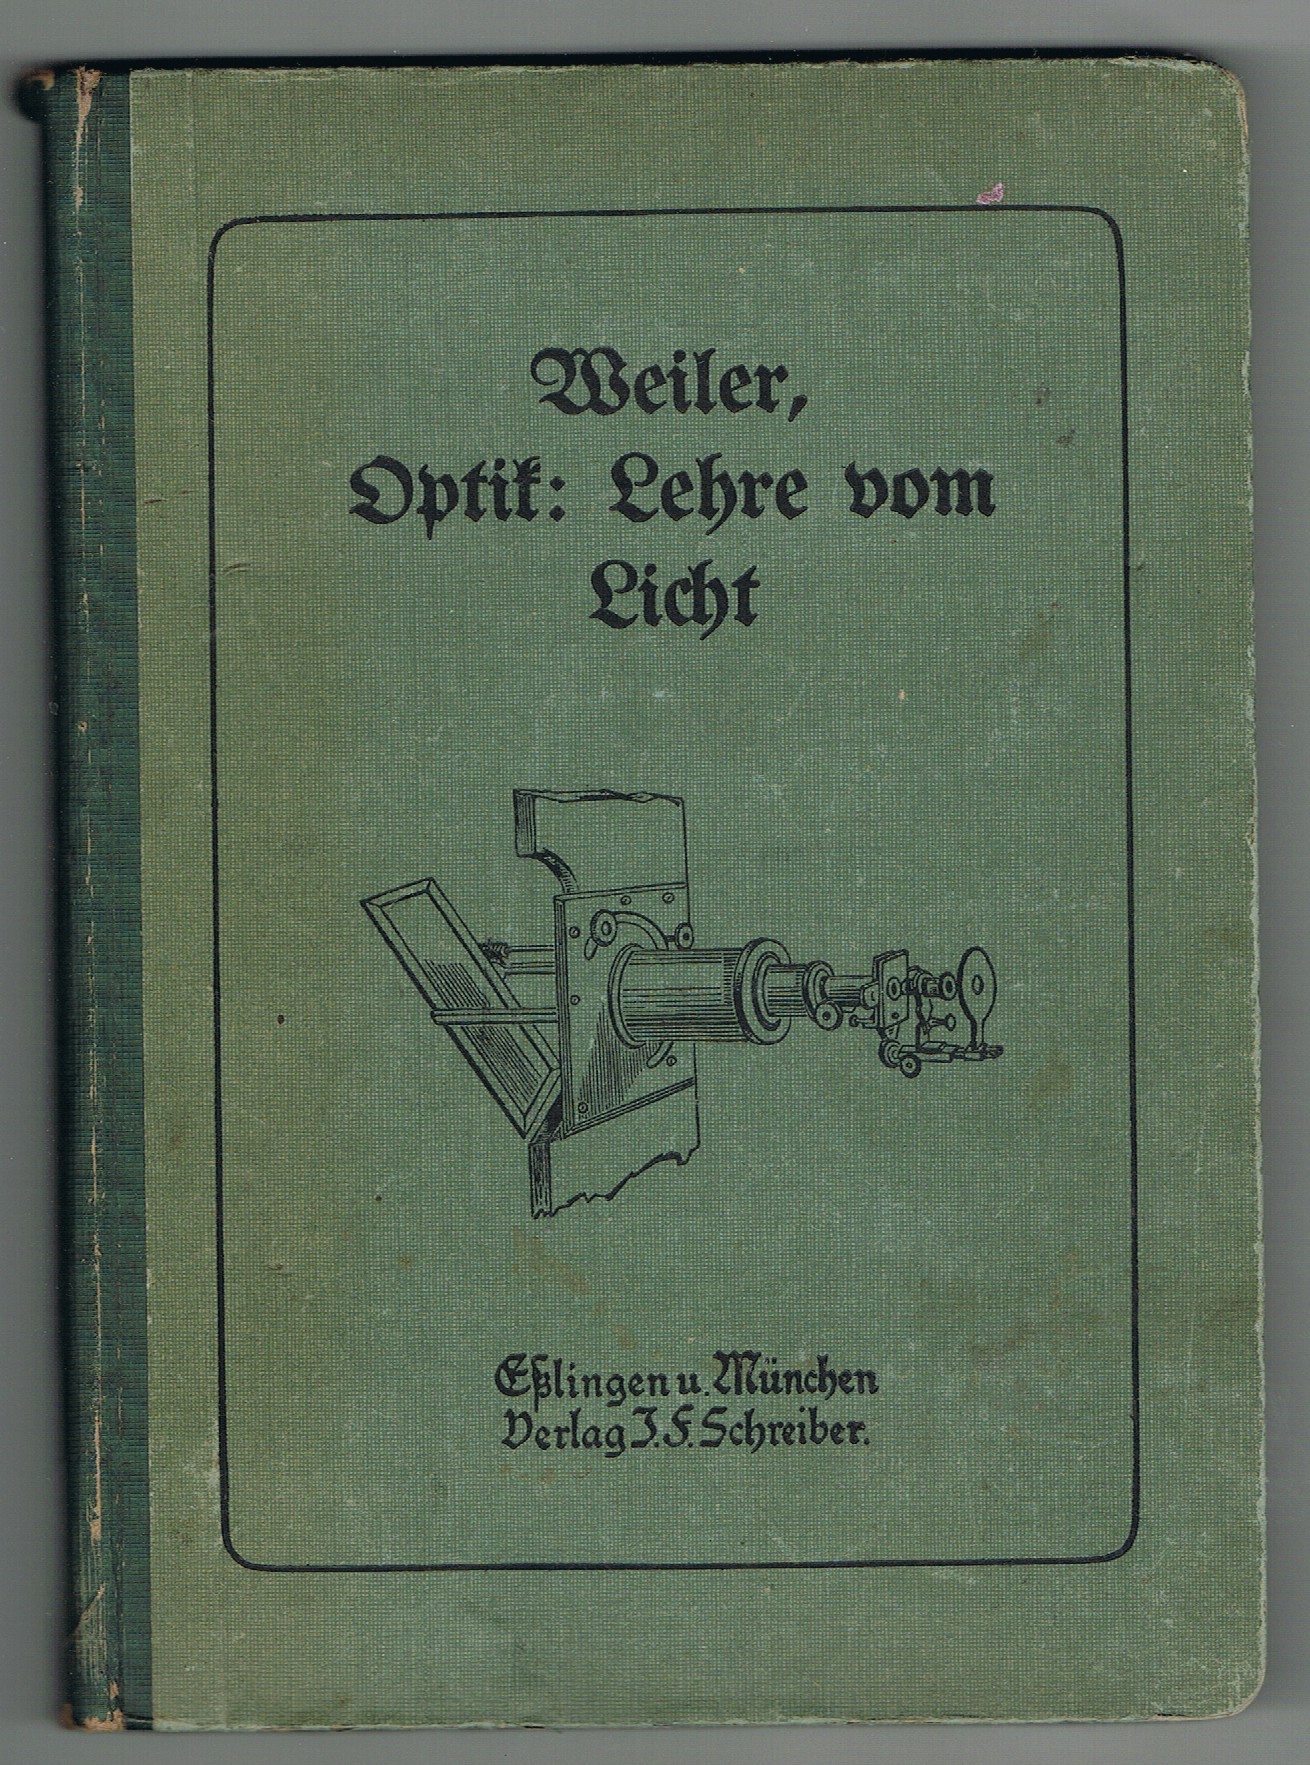 Weiler,
Optik: Lehre vom
Licht
Eßlingen u. München
Verlag J. F. Schreiber.